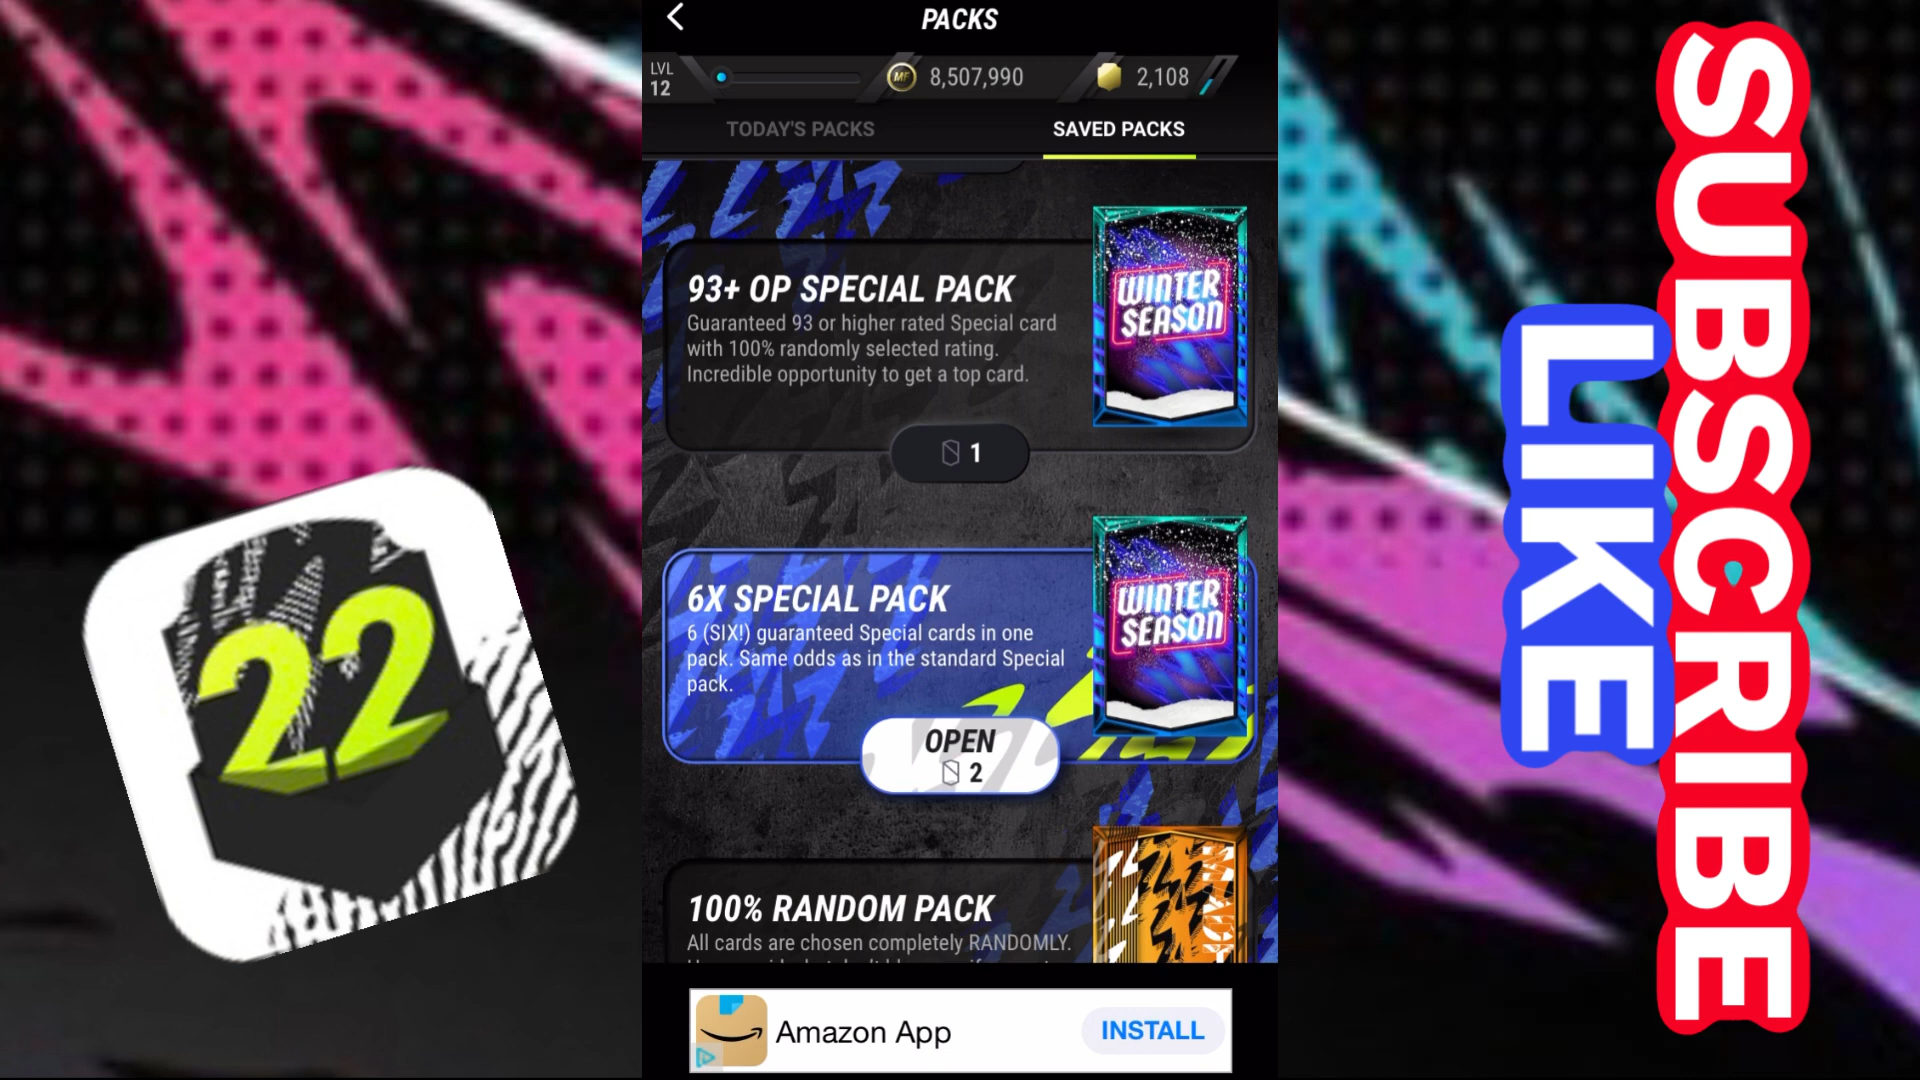 PACKS
LVL
12
MF
8,507,990
2,108
TODAY'S PACKS
SAVED PACKS
93+ OP SPECIAL PACK
Guaranteed 93 or higher rated Special card
with 100% randomly selected rating.
Incredible opportunity to get a top card.
WINTER
SEASON
1
6X SPECIAL PACK
6 (SIX!) guaranteed Special cards in one
pack. Same odds as in the standard Special
pack.
WINTER
SEASON
OPEN
2
100% RANDOM PACK
All cards are chosen completely RANDOMLY.
Amazon App
INSTALL
22
LIKE
SUBSCRIBE